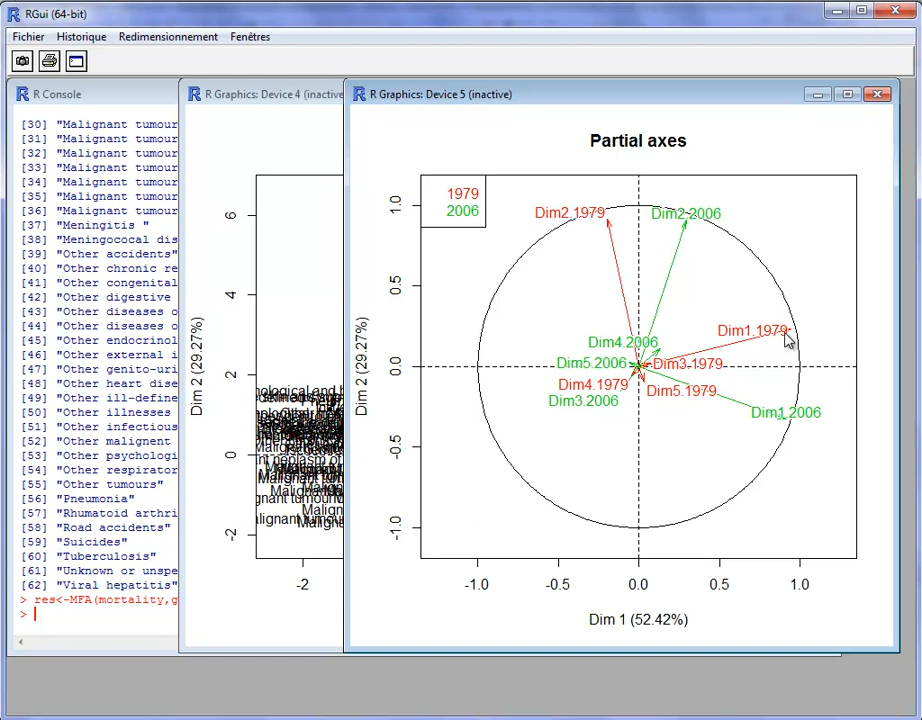 RGui (64-bit)
Fichier Historique Redimensionnement Fenêtres
R Console
[30] "Malignant tumour
[31] "Malignant tumour
[32] "Malignant tumour
[33] "Malignant tumour
[34] "Malignant tumour
[35] "Malignant tumour
[36] "Malignant tumour
[37] "Meningitis "
[38] "Meningococal dis
[39] "Other accidents"
[40] "Other chronic re
[41] "Other congenital
[42] "Other digestive
[43] "Other diseases o
[44] "Other diseases o
[45] "Other endocrinol
[46] "Other external i
[47] "Other genito-uri
[48] "Other heart dise
[49] "Other ill-define
[50] "Other illnesses
[51] "Other infectious
[52] "Other malignant
[53] "Other psychologi
[54] "Other respirator
[55] "Other tumours"
[56] "Pneumonia"
[57] "Rhumatoid arthri
[58] "Road accidents"
[59] "Suicides"
[60] "Tuberculosis"
[61] "Unknown or unspe
[62] "Viral hepatitis"
> res<-MFA(mortality,g
>
R Graphics: Device 4 (inactive
Dim 2 (29.27%)
6
4
2
0
-2
-2
R Graphics: Device 5 (inactive)
Partial axes
1979
2006
Dim2.1979
Dim2.2006
Dim1.1979
Dim4.2006
Dim5.2006
Dim3.1979
Dim4.1979
Dim5.1979
Dim3.2006
Dim1.2006
Dim 2 (29.27%)
1.0
0.5
0.0
-0.5
-1.0
-1.0 -0.5 0.0 0.5 1.0
Dim 1 (52.42%)